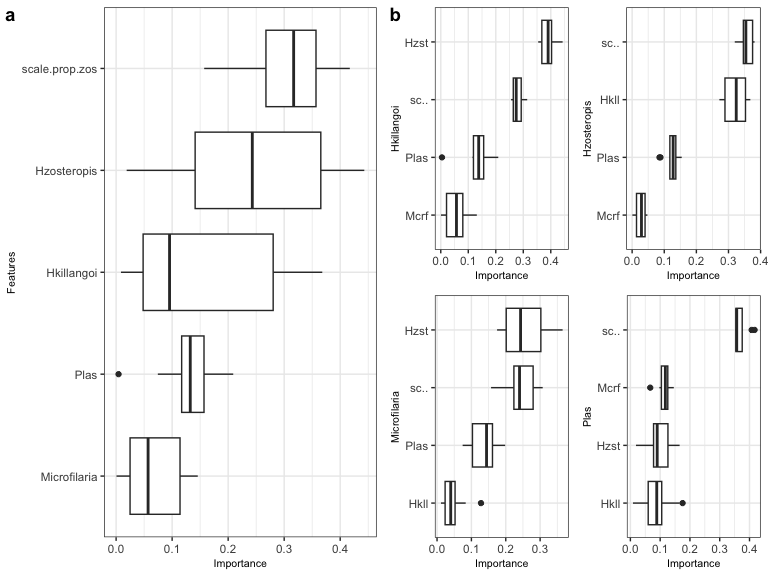 a
Features
scale.prop.zos
Hzosteropis
Hkillangoi
Plas
Microfilaria
0.0 0.1 0.2 0.3 0.4
Importance
b
Hkillangoi
Hzst
sc..
Plas
Mcrf
0.0 0.1 0.2 0.3 0.4
Importance
Hzosteropis
sc..
Hkll
Plas
Mcrf
0.0 0.1 0.2 0.3 0.4
Importance
Microfilaria
Hzst
sc..
Plas
Hkll
0.0 0.1 0.2 0.3
Importance
Plas
sc..
Mcrf
Hzst
Hkll
0.0 0.1 0.2 0.3 0.4
Importance